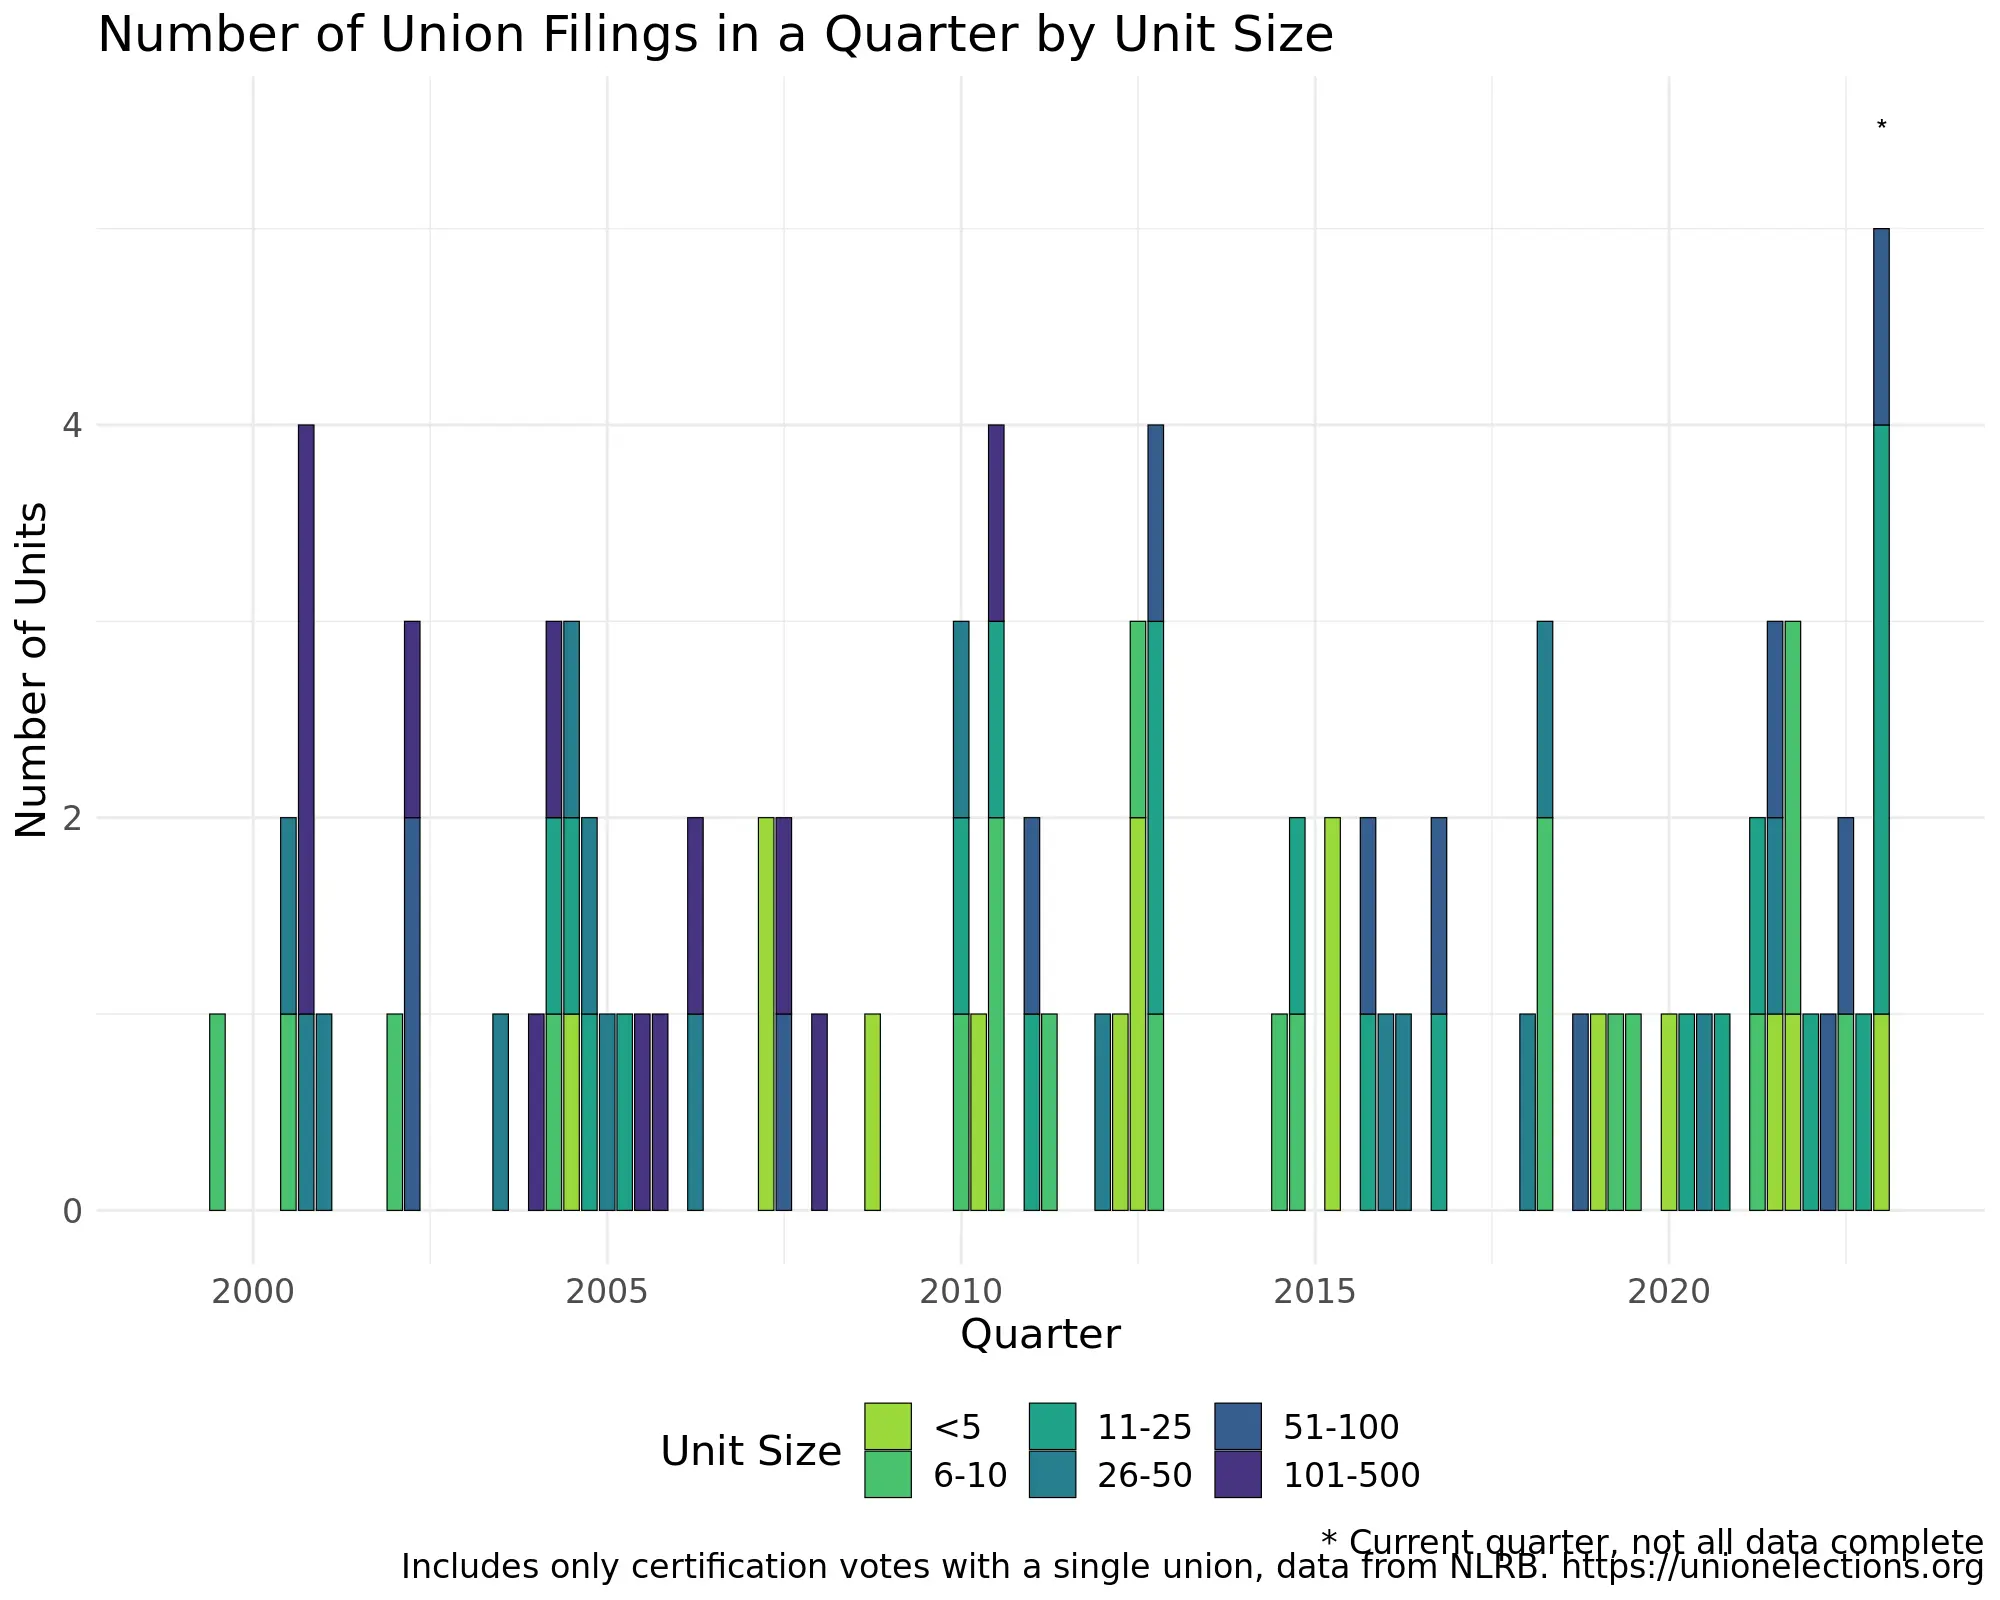 Number of Union Filings in a Quarter by Unit Size
*
Number of Units
4
2
0
2000 2005 2010 2015 2020
Quarter
Unit Size
<5 11-25 51-100
6-10 26-50 101-500
* Current quarter, not all data complete
Includes only certification votes with a single union, data from NLRB. https://unionelections.org